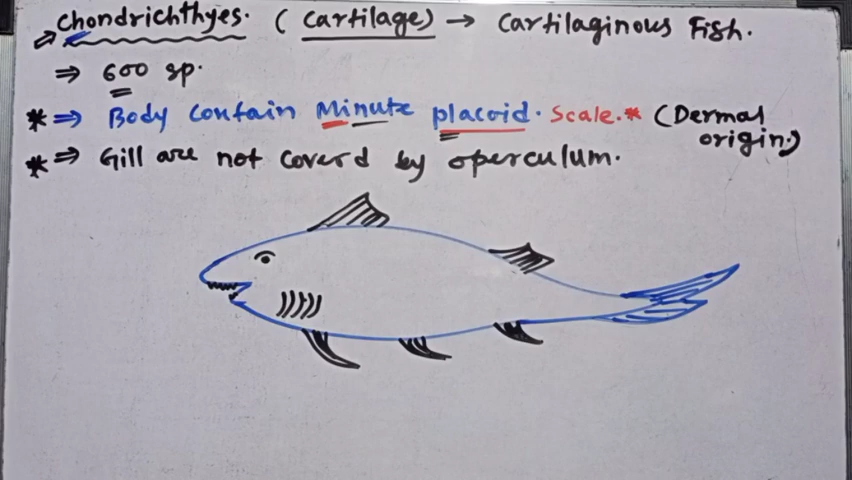 ⇒ Chondrichthyes. (Cartilage) → Cartilaginous Fish.
⇒ 600 sp.
* ⇒ Body Contain Minute placoid. Scale.* (Dermal origin)
* ⇒ Gill are not coverd by operculum.